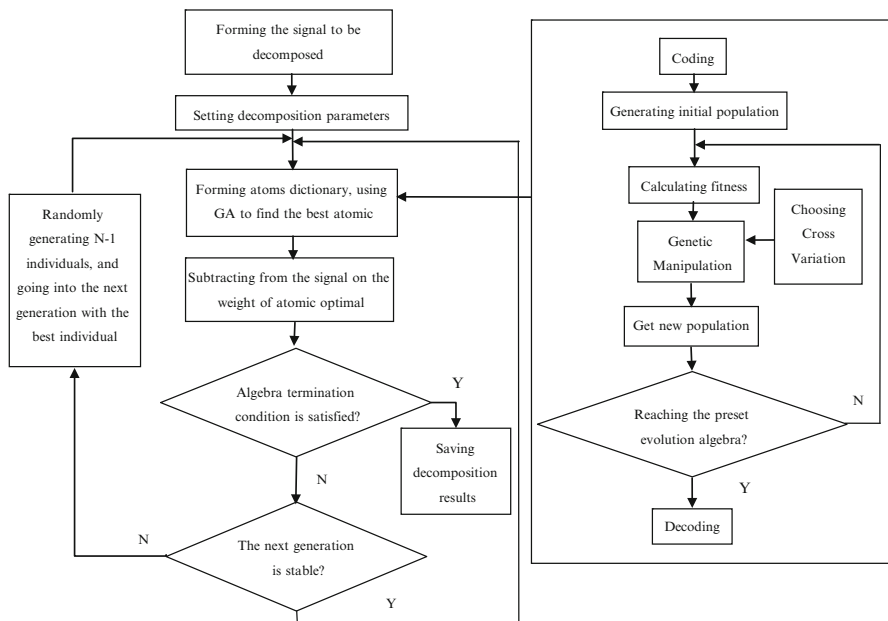 Forming the signal to be
decomposed
Setting decomposition parameters
Forming atoms dictionary, using
GA to find the best atomic
Randomly
generating N-1
individuals, and
going into the next
generation with the
best individual
Subtracting from the signal on the
weight of atomic optimal
Algebra termination
condition is satisfied?
Y
Saving
decomposition
results
N
The next generation
is stable?
N
Y
Coding
Generating initial population
Calculating fitness
Choosing
Cross
Variation
Genetic
Manipulation
Get new population
Reaching the preset
evolution algebra?
N
Y
Decoding